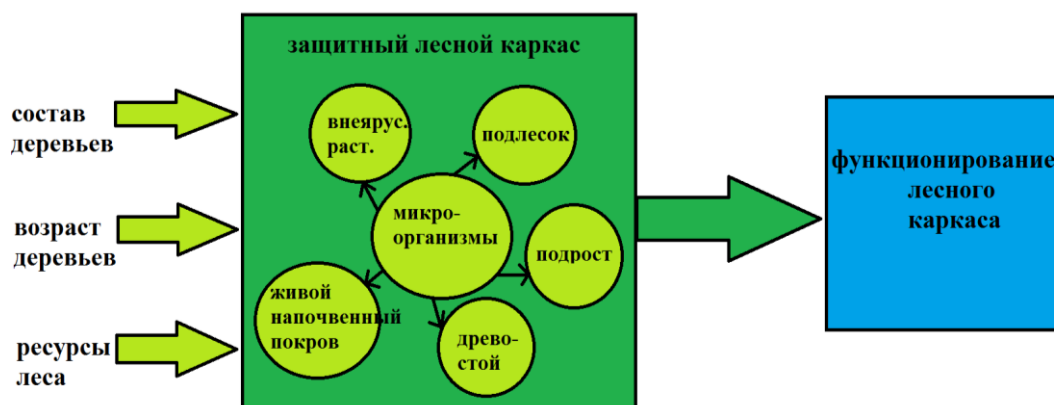 защитный лесной каркас
состав
деревьев
возраст
деревьев
ресурсы
леса
внеярус.
раст.
подлесок
микро-
организмы
подрост
живой
напочвенный
покров
древо-
стой
функционирование
лесного
каркаса